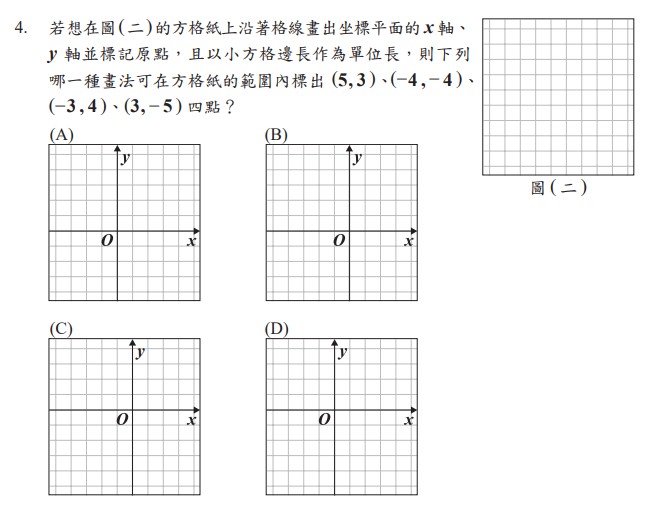 4. 若想在圖(二)的方格紙上沿著格線畫出坐標平面的 x 軸、
y 軸並標記原點，且以小方格邊長作為單位長，則下列
哪一種畫法可在方格紙的範圍內標出 (5,3)、(−4,−4)、
(−3,4)、(3,−5) 四點？
圖(二)
(A)
y
O
x
(B)
y
O
x
(C)
y
O
x
(D)
y
O
x